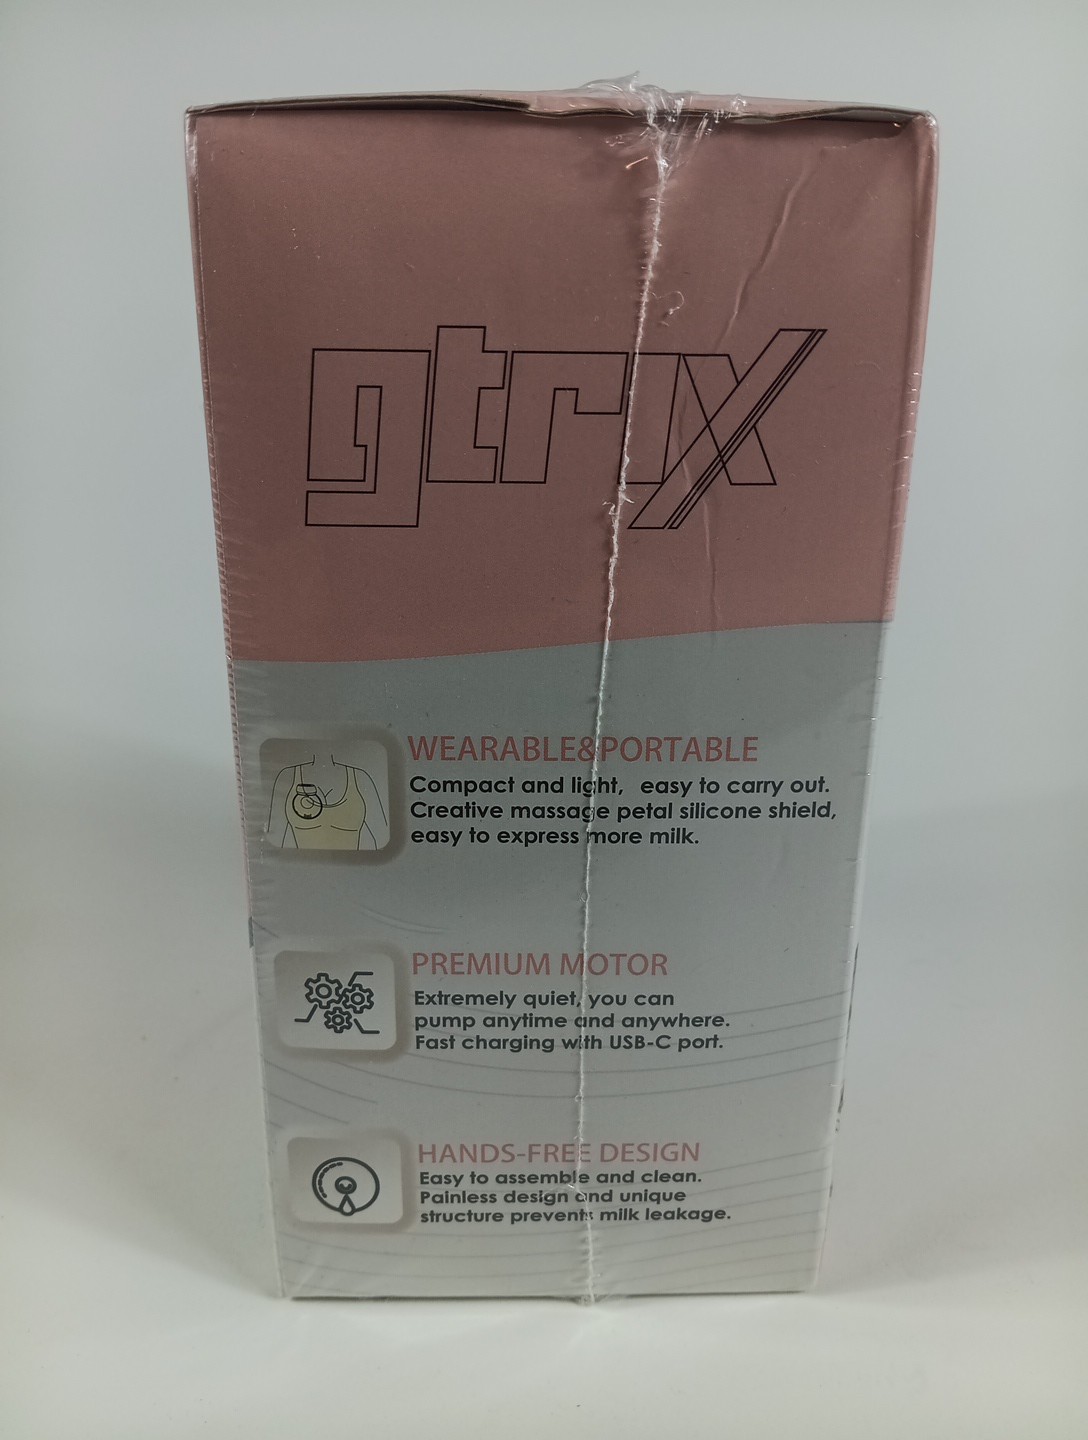 gtrix
WEARABLE&PORTABLE
Compact and light, easy to carry out.
Creative massage petal silicone shield,
easy to express more milk.
PREMIUM MOTOR
Extremely quiet, you can
pump anytime and anywhere.
Fast charging with USB-C port.
HANDS-FREE DESIGN
Easy to assemble and clean.
Painless design and unique
structure prevents milk leakage.